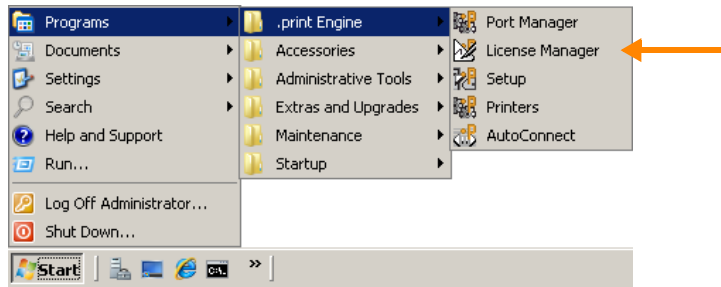 Programs
Documents
Settings
Search
Help and Support
Run...
Log Off Administrator...
Shut Down...
.print Engine
Accessories
Administrative Tools
Extras and Upgrades
Maintenance
Startup
Port Manager
License Manager
Setup
Printers
AutoConnect
Start